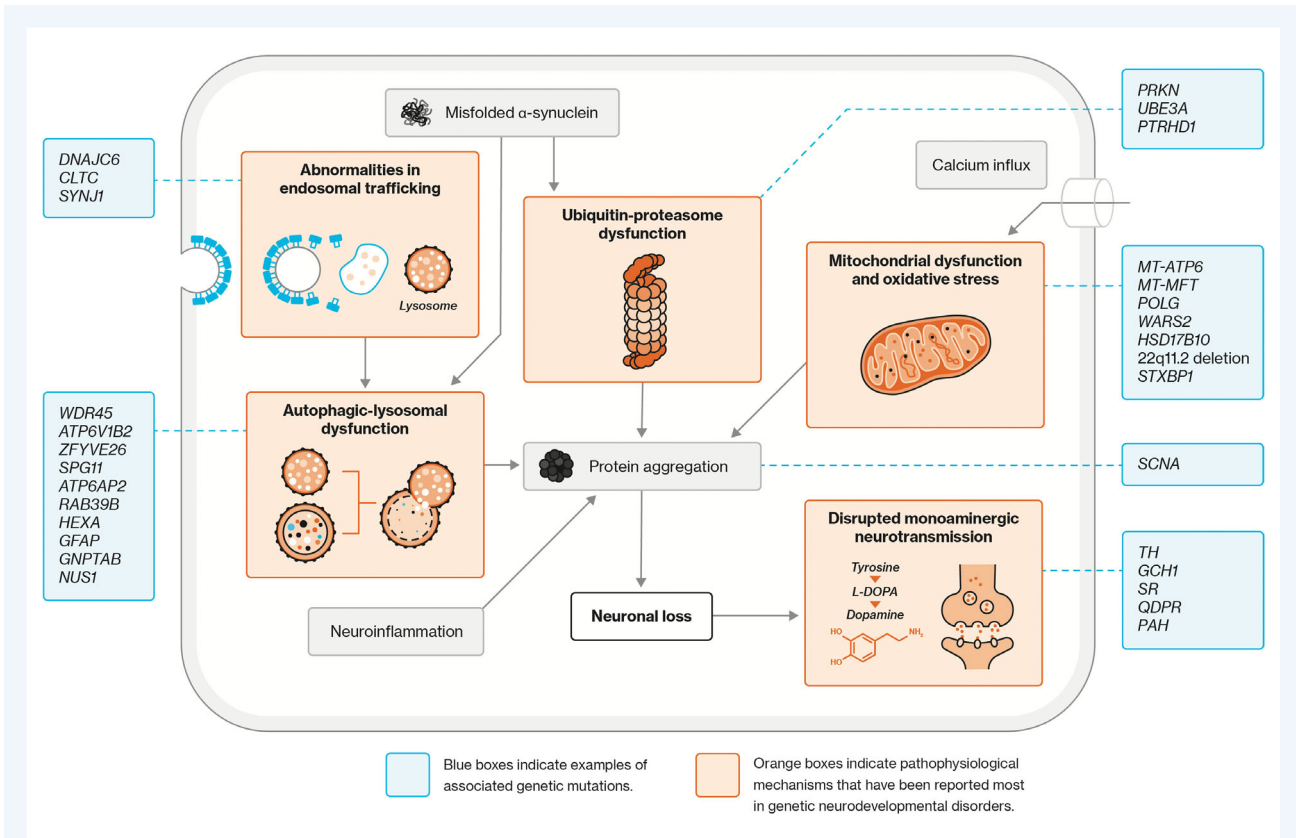 Misfolded α-synuclein
PRKN
UBE3A
PTRHD1
DNAJC6
CLTC
SYNJ1
Abnormalities in
endosomal trafficking
Lysosome
Calcium influx
Ubiquitin-proteasome
dysfunction
Mitochondrial dysfunction
and oxidative stress
MT-ATP6
MT-MFT
POLG
WARS2
HSD17B10
22q11.2 deletion
STXBP1
WDR45
ATP6V1B2
ZFYVE26
SPG11
ATP6AP2
RAB39B
HEXA
GFAP
GNPTAB
NUS1
Autophagic-lysosomal
dysfunction
Protein aggregation
SCNA
Disrupted monoaminergic
neurotransmission
Tyrosine
L-DOPA
Dopamine
HO
HO
NH₂
TH
GCH1
SR
QDPR
PAH
Neuroinflammation
Neuronal loss
Blue boxes indicate examples of
associated genetic mutations.
Orange boxes indicate pathophysiological
mechanisms that have been reported most
in genetic neurodevelopmental disorders.